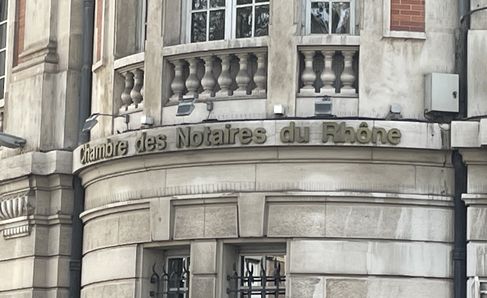 Chambre des Notaires du Rhône